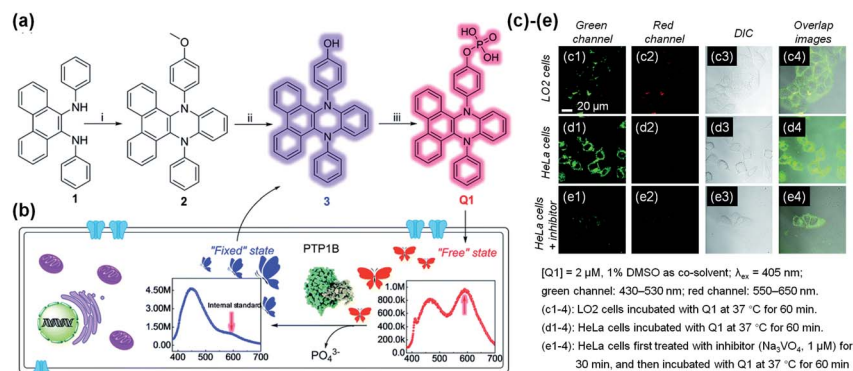 (a)
O
HO
O
P
OH
O
OH
NH
NH
i
N
N
ii
N
N
iii
N
N
1
2
3
Q1
(b)
"Fixed" state
PTP1B
"Free" state
4.50M
3.00M
1.50M
0.00
400 500 600 700
Internal standard
PO₄³⁻
1.0M
800.0k
600.0k
400.0k
200.0k
0.0
400 500 600 700
(c)-(e)
Green channel
Red channel
DIC
Overlap images
LO2 cells
(c1)
(c2)
(c3)
(c4)
20 μm
HeLa cells
(d1)
(d2)
(d3
(d4
HeLa cells + inhibitor
(e1)
(e2)
(e3)
(e4)
[Q1] = 2 μM, 1% DMSO as co-solvent; λex = 405 nm;
green channel: 430–530 nm; red channel: 550–650 nm.
(c1-4): LO2 cells incubated with Q1 at 37 °C for 60 min.
(d1-4): HeLa cells incubated with Q1 at 37 °C for 60 min.
(e1-4): HeLa cells first treated with inhibitor (Na₃VO₄, 1 μM) for
30 min, and then incubated with Q1 at 37 °C for 60 min